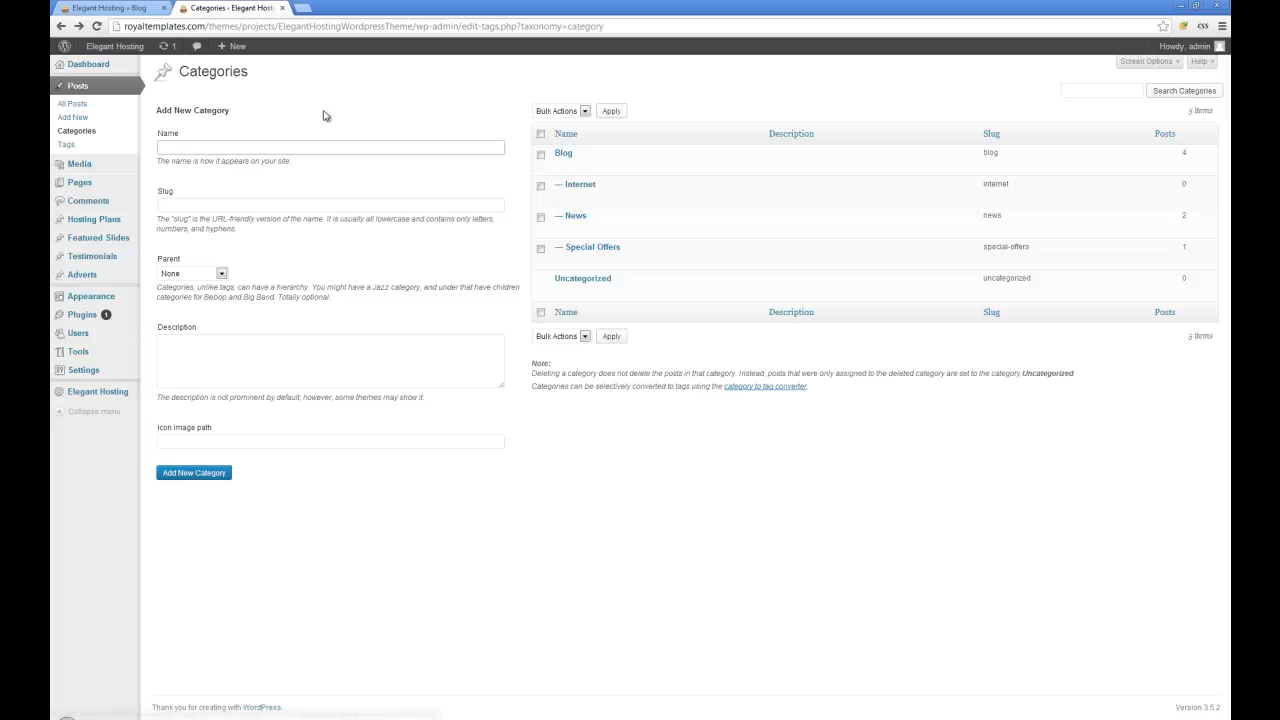 Elegant Hosting » Blog
Categories ‹ Elegant Hosti
royaltemplates.com/themes/projects/ElegantHostingWordpressTheme/wp-admin/edit-tags.php?taxonomy=category
css
Elegant Hosting 1 New
Howdy, admin
Dashboard
Posts
All Posts
Add New
Categories
Tags
Media
Pages
Comments
Hosting Plans
Featured Slides
Testimonials
Adverts
Appearance
Plugins 1
Users
Tools
Settings
Elegant Hosting
Collapse menu
Categories
Screen Options Help
Search Categories
Add New Category
Name
The name is how it appears on your site.
Slug
The "slug" is the URL-friendly version of the name. It is usually all lowercase and contains only letters,
numbers, and hyphens.
Parent
None
Categories, unlike tags, can have a hierarchy. You might have a Jazz category, and under that have children
categories for Bebop and Big Band. Totally optional.
Description
The description is not prominent by default; however, some themes may show it.
Icon image path
Add New Category
Bulk Actions Apply 5 items
Name Description Slug Posts
Blog blog 4
— Internet internet 0
— News news 2
— Special Offers special-offers 1
Uncategorized uncategorized 0
Name Description Slug Posts
Bulk Actions Apply 5 items
Note:
Deleting a category does not delete the posts in that category. Instead, posts that were only assigned to the deleted category are set to the category Uncategorized.
Categories can be selectively converted to tags using the category to tag converter.
Thank you for creating with WordPress.
Version 3.5.2